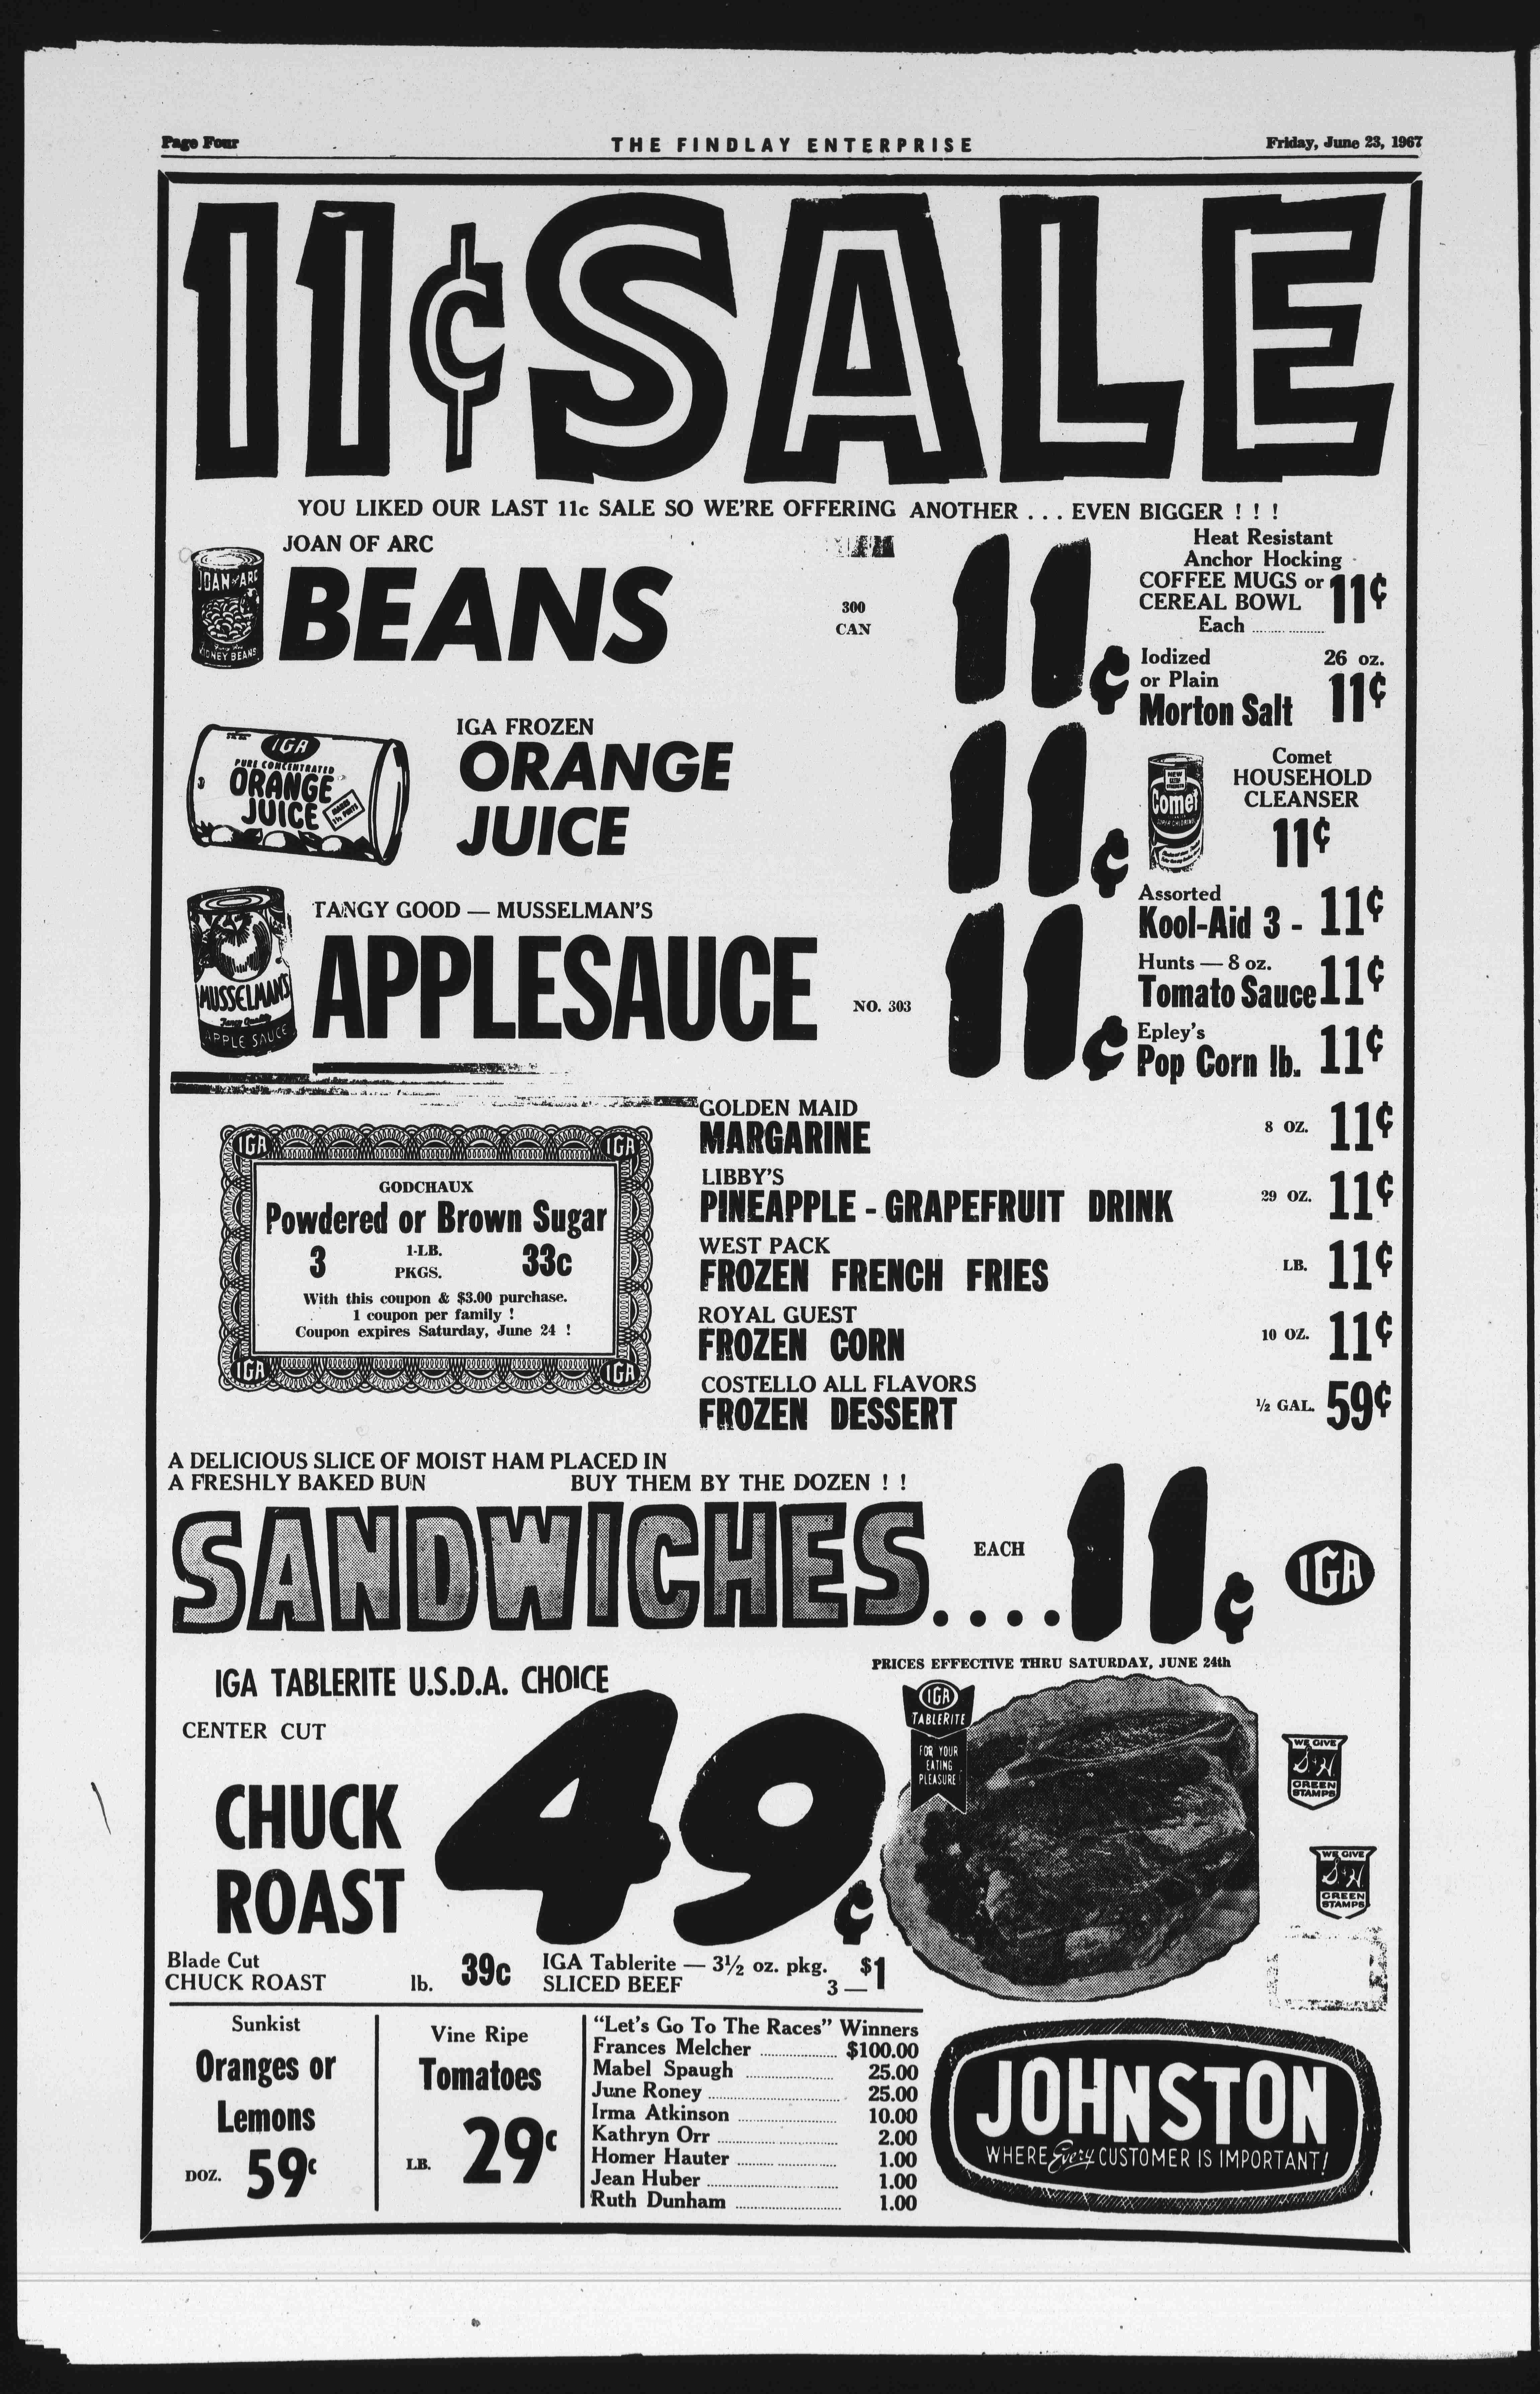 Page Four
THE FINDLAY ENTERPRISE
Friday, June 23, 1967
11¢ SALE
YOU LIKED OUR LAST 11c SALE SO WE'RE OFFERING ANOTHER . . . EVEN BIGGER ! ! !
JOAN OF ARC
KIDNEY BEANS
JOAN OF ARC
BEANS
300
CAN
11¢
IGA
PURE CONCENTRATED
ORANGE
JUICE
IGA FROZEN
ORANGE
JUICE
11¢
MUSSELMAN'S
Fancy Quality
APPLE SAUCE
TANGY GOOD — MUSSELMAN'S
APPLESAUCE
NO. 303
11¢
Heat Resistant
Anchor Hocking
COFFEE MUGS or
CEREAL BOWL
Each
11¢
Iodized
or Plain
26 oz.
Morton Salt 11¢
NEW
Comet
Comet
HOUSEHOLD
CLEANSER
11¢
Assorted
Kool-Aid 3 - 11¢
Hunts — 8 oz.
Tomato Sauce 11¢
Epley's
Pop Corn lb. 11¢
IGA
IGA
GODCHAUX
Powdered or Brown Sugar
3 1-LB. PKGS. 33c
With this coupon & $3.00 purchase.
1 coupon per family !
Coupon expires Saturday, June 24 !
IGA
IGA
GOLDEN MAID
MARGARINE 8 OZ. 11¢
LIBBY'S
PINEAPPLE - GRAPEFRUIT DRINK 29 OZ. 11¢
WEST PACK
FROZEN FRENCH FRIES LB. 11¢
ROYAL GUEST
FROZEN CORN 10 OZ. 11¢
COSTELLO ALL FLAVORS
FROZEN DESSERT ½ GAL. 59¢
A DELICIOUS SLICE OF MOIST HAM PLACED IN
A FRESHLY BAKED BUN BUY THEM BY THE DOZEN ! !
SANDWICHES.... EACH 11¢
IGA
PRICES EFFECTIVE THRU SATURDAY, JUNE 24th
IGA TABLERITE U.S.D.A. CHOICE
CENTER CUT
CHUCK
ROAST
49¢
IGA
TABLERITE
FOR YOUR
EATING
PLEASURE
WE GIVE
S&H
GREEN
STAMPS
WE GIVE
S&H
GREEN
STAMPS
Blade Cut
CHUCK ROAST lb. 39c
IGA Tablerite — 3½ oz. pkg.
SLICED BEEF 3 — $1
Sunkist
Oranges or
Lemons
DOZ. 59¢
Vine Ripe
Tomatoes
LB. 29¢
"Let's Go To The Races" Winners
Frances Melcher $100.00
Mabel Spaugh 25.00
June Roney 25.00
Irma Atkinson 10.00
Kathryn Orr 2.00
Homer Hauter 1.00
Jean Huber 1.00
Ruth Dunham 1.00
JOHNSTON
WHERE Every CUSTOMER IS IMPORTANT!